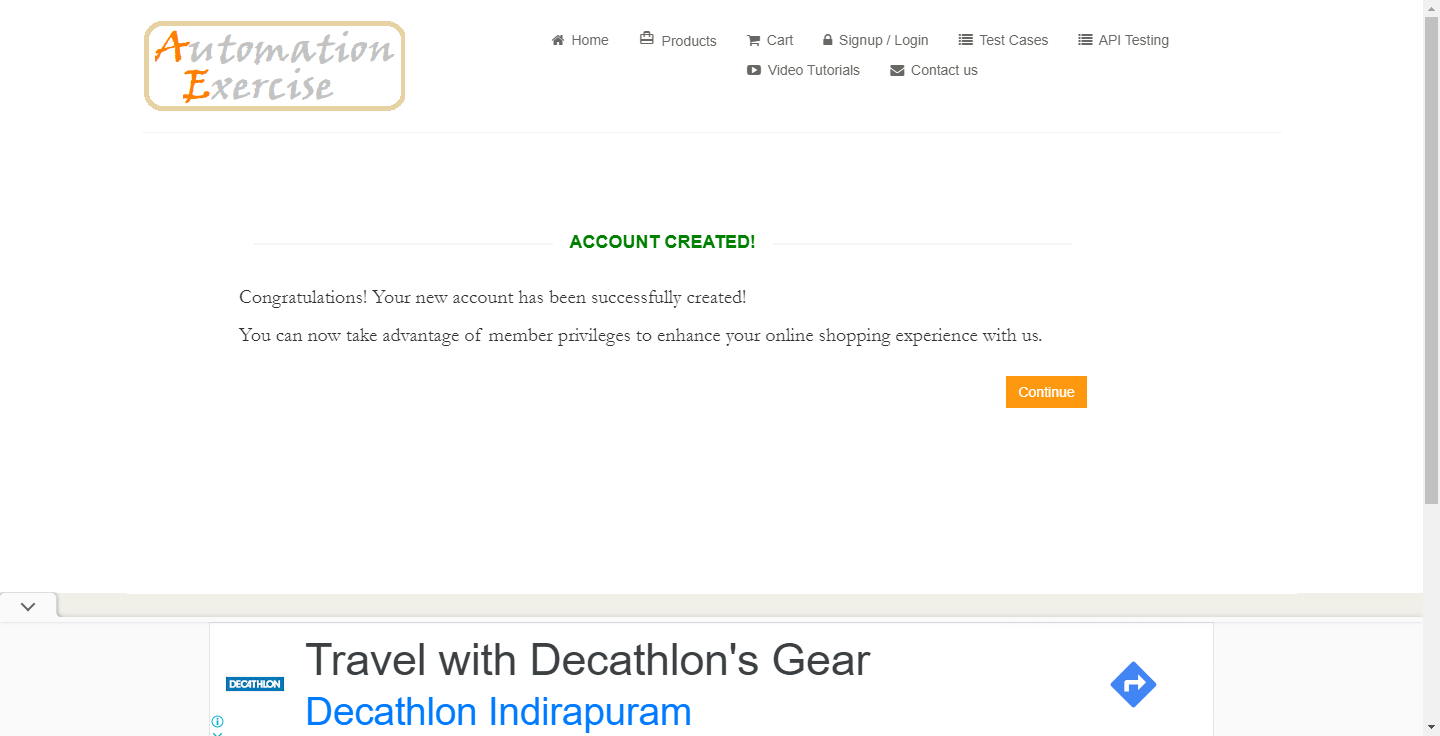 Automation
Exercise
Home
Products
Cart
Signup / Login
Test Cases
API Testing
Video Tutorials
Contact us
ACCOUNT CREATED!
Congratulations! Your new account has been successfully created!
You can now take advantage of member privileges to enhance your online shopping experience with us.
Continue
Travel with Decathlon's Gear
DECATHLON
Decathlon Indirapuram